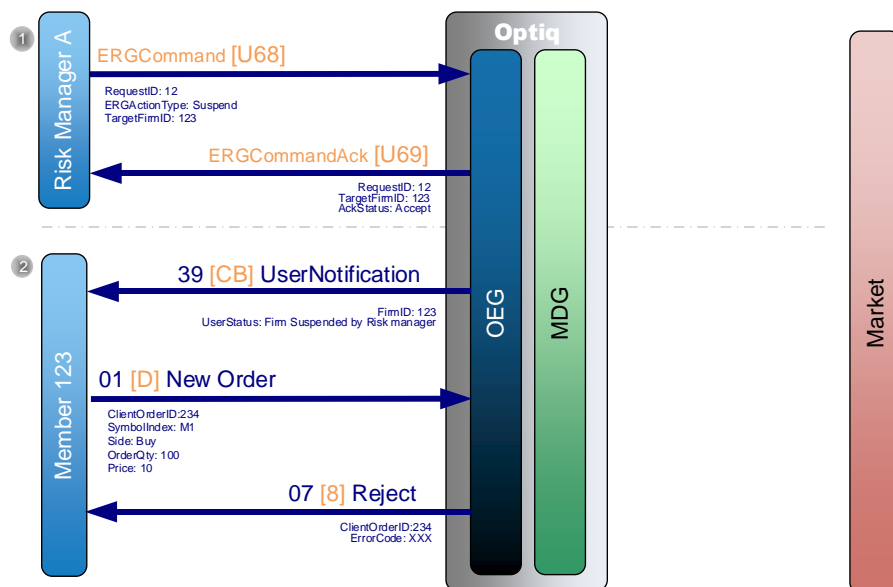 Optiq
1
Risk Manager A
ERGCommand [U68]
RequestID: 12
ERGActionType: Suspend
TargetFirmID: 123
ERGCommandAck [U69]
RequestID: 12
TargetFirmID: 123
AckStatus: Accept
2
Member 123
39 [CB] UserNotification
FirmID: 123
UserStatus: Firm Suspended by Risk manager
01 [D] New Order
ClientOrderID:234
SymbolIndex: M1
Side: Buy
OrderQty: 100
Price: 10
07 [8] Reject
ClientOrderID:234
ErrorCode: XXX
OEG
MDG
Market